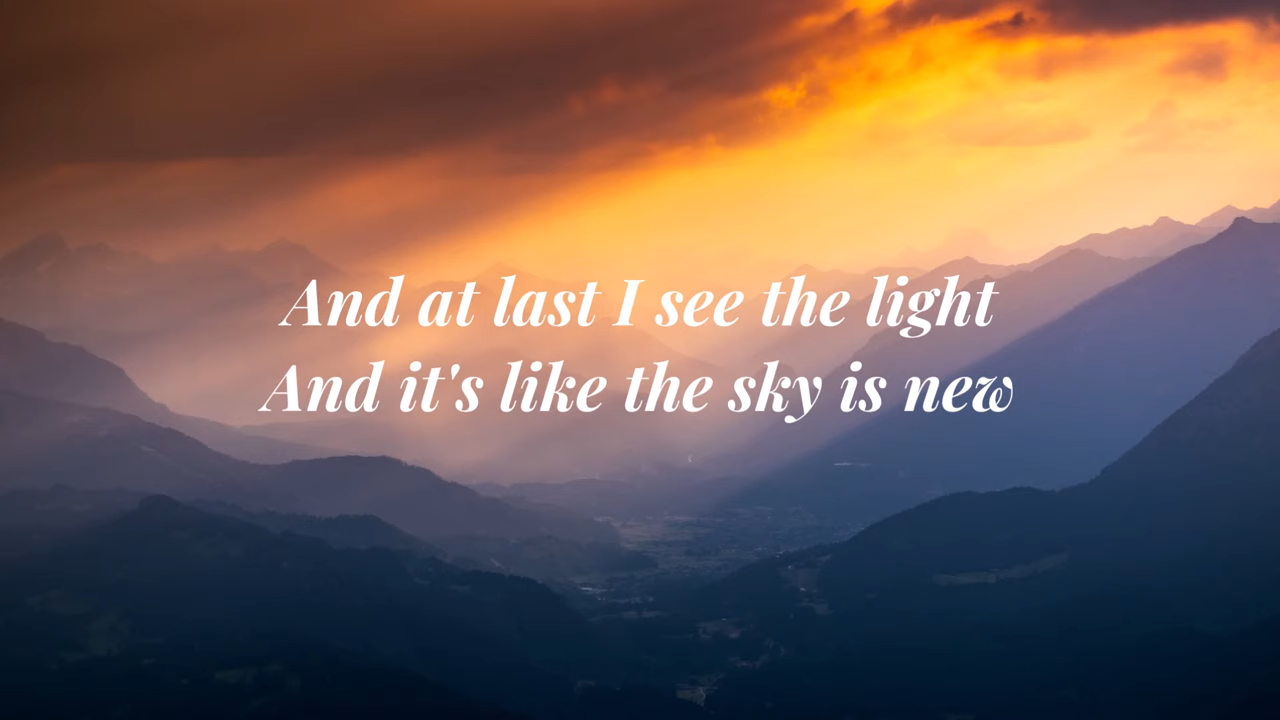 And at last I see the light
And it's like the sky is new